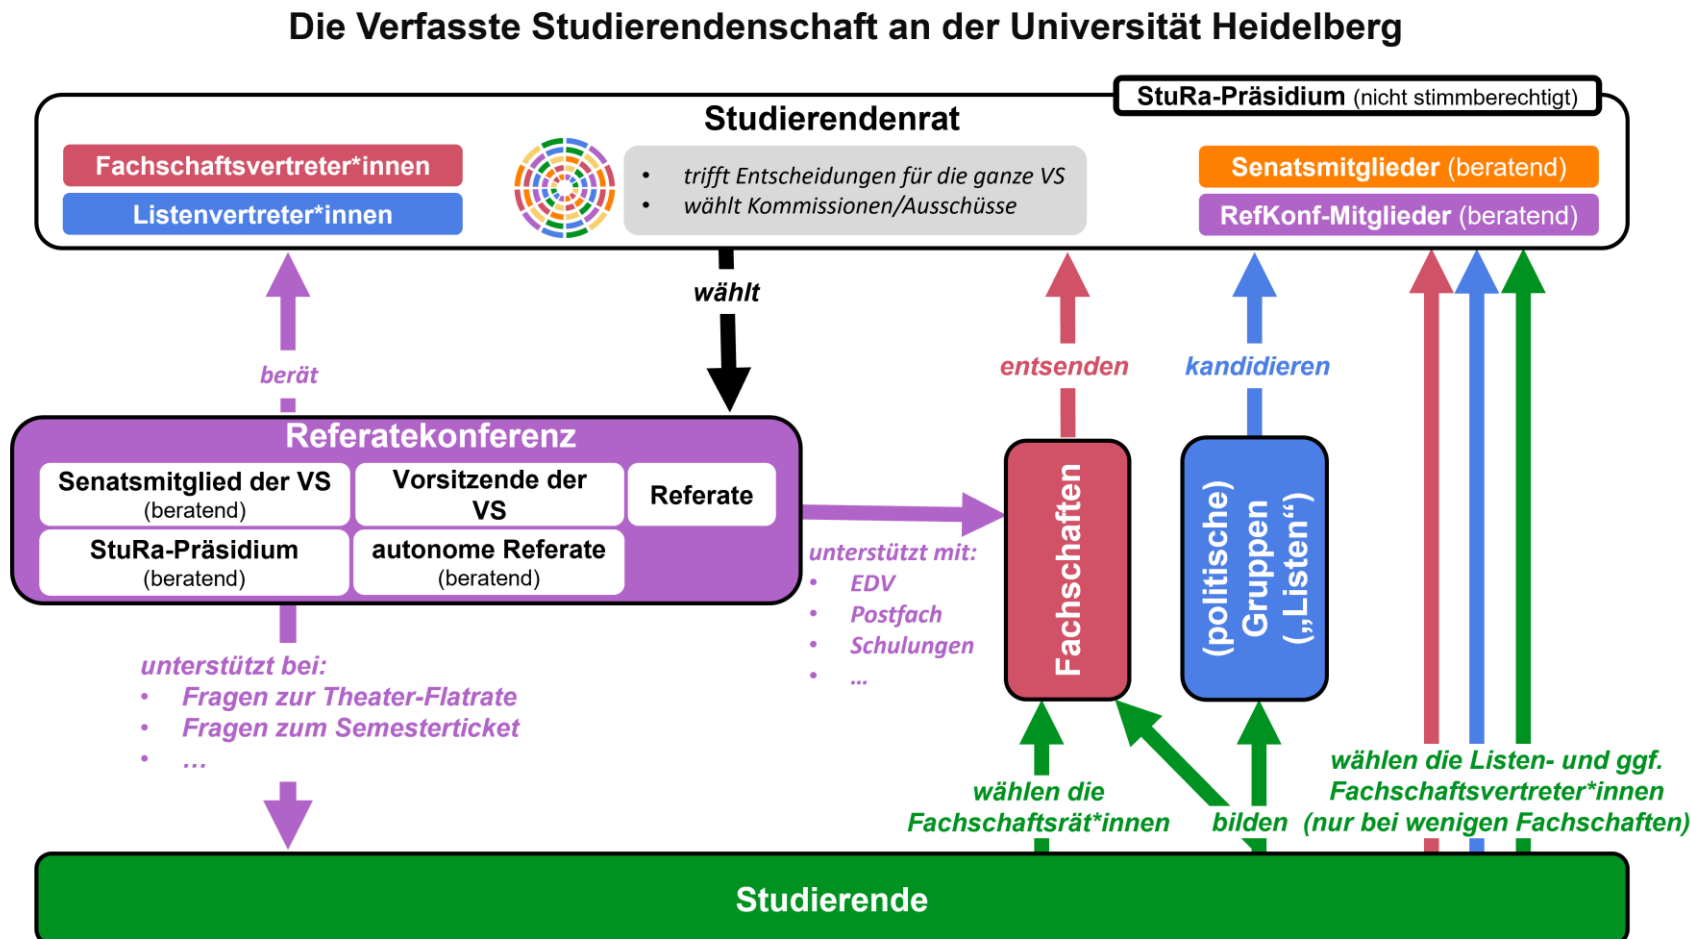 Die Verfasste Studierendenschaft an der Universität Heidelberg
StuRa-Präsidium (nicht stimmberechtigt)
Studierendenrat
Fachschaftsvertreter*innen
Listenvertreter*innen
• trifft Entscheidungen für die ganze VS
• wählt Kommissionen/Ausschüsse
Senatsmitglieder (beratend)
RefKonf-Mitglieder (beratend)
berät
wählt
entsenden
kandidieren
Referatekonferenz
Senatsmitglied der VS
(beratend)
Vorsitzende der
VS
Referate
StuRa-Präsidium
(beratend)
autonome Referate
(beratend)
unterstützt mit:
• EDV
• Postfach
• Schulungen
• ...
Fachschaften
(politische)
Gruppen
(„Listen“)
unterstützt bei:
• Fragen zur Theater-Flatrate
• Fragen zum Semesterticket
• ...
wählen die
Fachschaftsrät*innen
bilden
wählen die Listen- und ggf.
Fachschaftsvertreter*innen
(nur bei wenigen Fachschaften)
Studierende